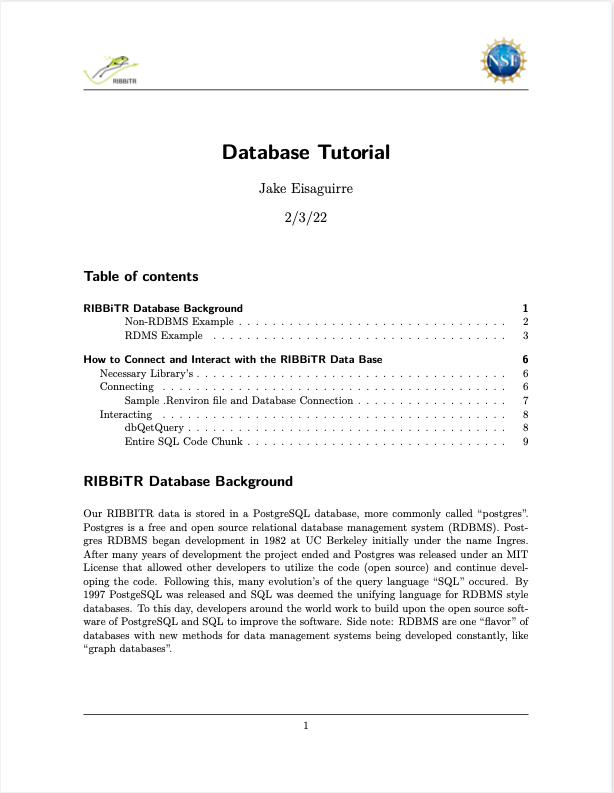 RIBBiTR
NSF
Database Tutorial
Jake Eisaguirre
2/3/22
Table of contents
RIBBiTR Database Background 1
Non-RDBMS Example . . . . . . . . . . . . . . . . . . . . . . . . . . . . . . . . 2
RDMS Example . . . . . . . . . . . . . . . . . . . . . . . . . . . . . . . . . . . 3
How to Connect and Interact with the RIBBiTR Data Base 6
Necessary Library's . . . . . . . . . . . . . . . . . . . . . . . . . . . . . . . . . . . . 6
Connecting . . . . . . . . . . . . . . . . . . . . . . . . . . . . . . . . . . . . . . . . 6
Sample .Renviron file and Database Connection . . . . . . . . . . . . . . . . . . 7
Interacting . . . . . . . . . . . . . . . . . . . . . . . . . . . . . . . . . . . . . . . . 8
dbQetQuery . . . . . . . . . . . . . . . . . . . . . . . . . . . . . . . . . . . . . 8
Entire SQL Code Chunk . . . . . . . . . . . . . . . . . . . . . . . . . . . . . . . 9
RIBBiTR Database Background
Our RIBBITR data is stored in a PostgreSQL database, more commonly called “postgres”.
Postgres is a free and open source relational database management system (RDBMS). Post-
gres RDBMS began development in 1982 at UC Berkeley initially under the name Ingres.
After many years of development the project ended and Postgres was released under an MIT
License that allowed other developers to utilize the code (open source) and continue devel-
oping the code. Following this, many evolution's of the query language “SQL” occured. By
1997 PostgeSQL was released and SQL was deemed the unifying language for RDBMS style
databases. To this day, developers around the world work to build upon the open source soft-
ware of PostgreSQL and SQL to improve the software. Side note: RDBMS are one “flavor” of
databases with new methods for data management systems being developed constantly, like
“graph databases”.
1